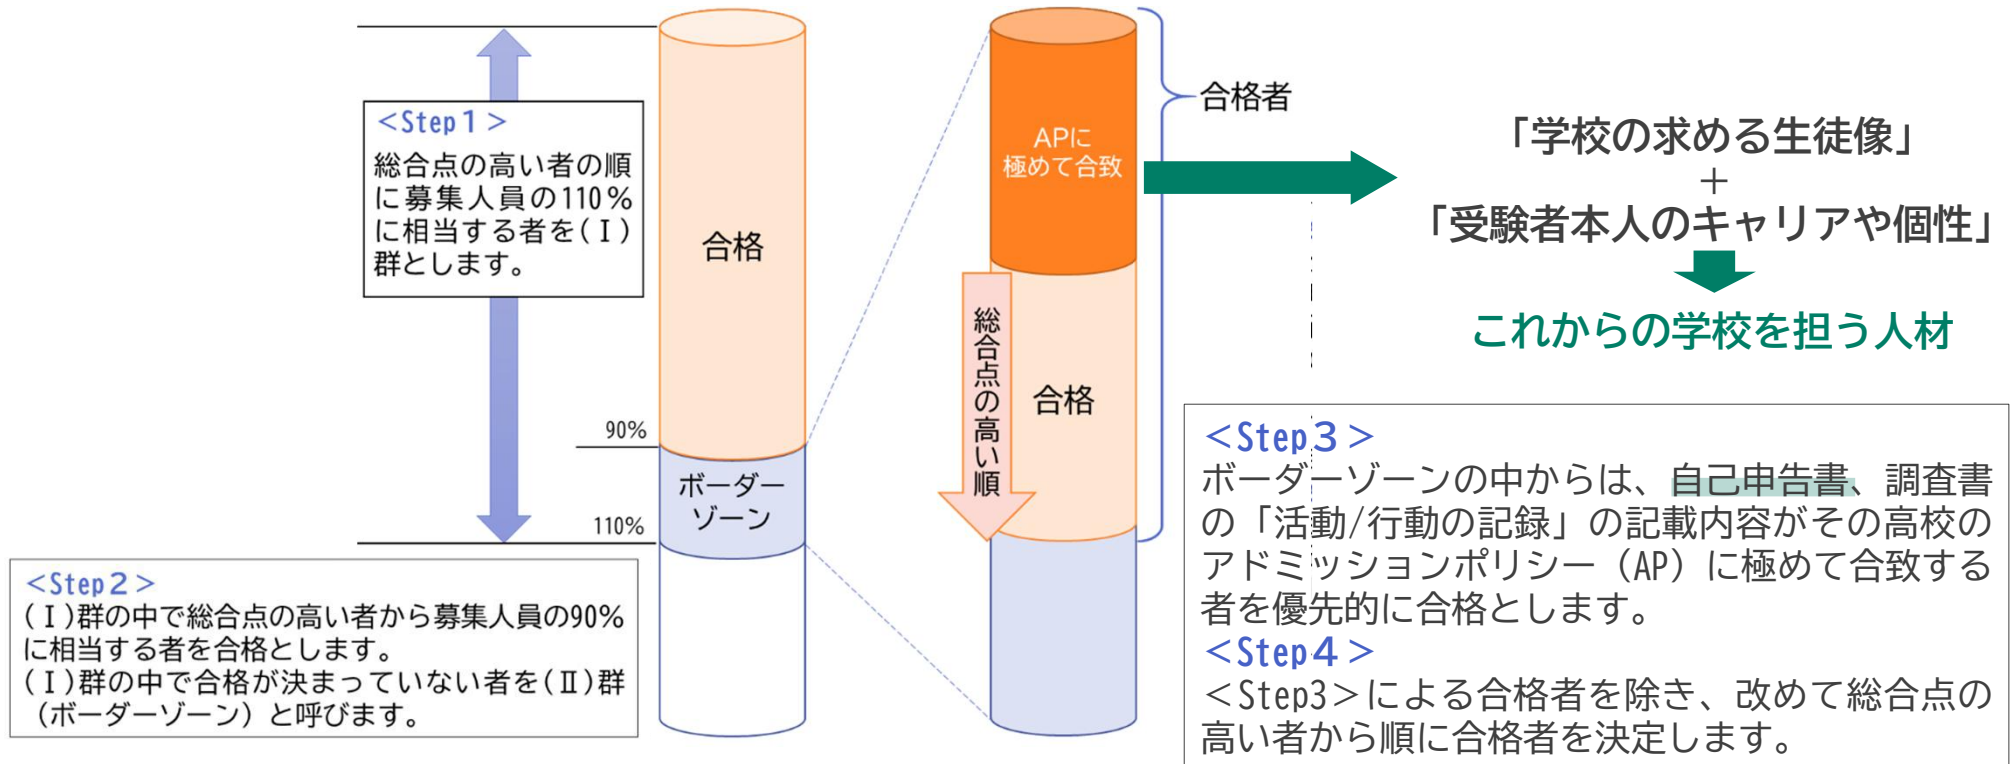 <Step1>
総合点の高い者の順
に募集人員の110%
に相当する者を(Ⅰ)
群とします。
合格
90%
ボーダー
ゾーン
110%
<Step2>
(Ⅰ)群の中で総合点の高い者から募集人員の90%
に相当する者を合格とします。
(Ⅰ)群の中で合格が決まっていない者を(Ⅱ)群
(ボーダーゾーン)と呼びます。
APに
極めて合致
合格者
総合点の高い順
合格
「学校の求める生徒像」
+
「受験者本人のキャリアや個性」
これからの学校を担う人材
<Step3>
ボーダーゾーンの中からは、自己申告書、調査書
の「活動/行動の記録」の記載内容がその高校の
アドミッションポリシー(AP)に極めて合致する
者を優先的に合格とします。
<Step4>
<Step3>による合格者を除き、改めて総合点の
高い者から順に合格者を決定します。